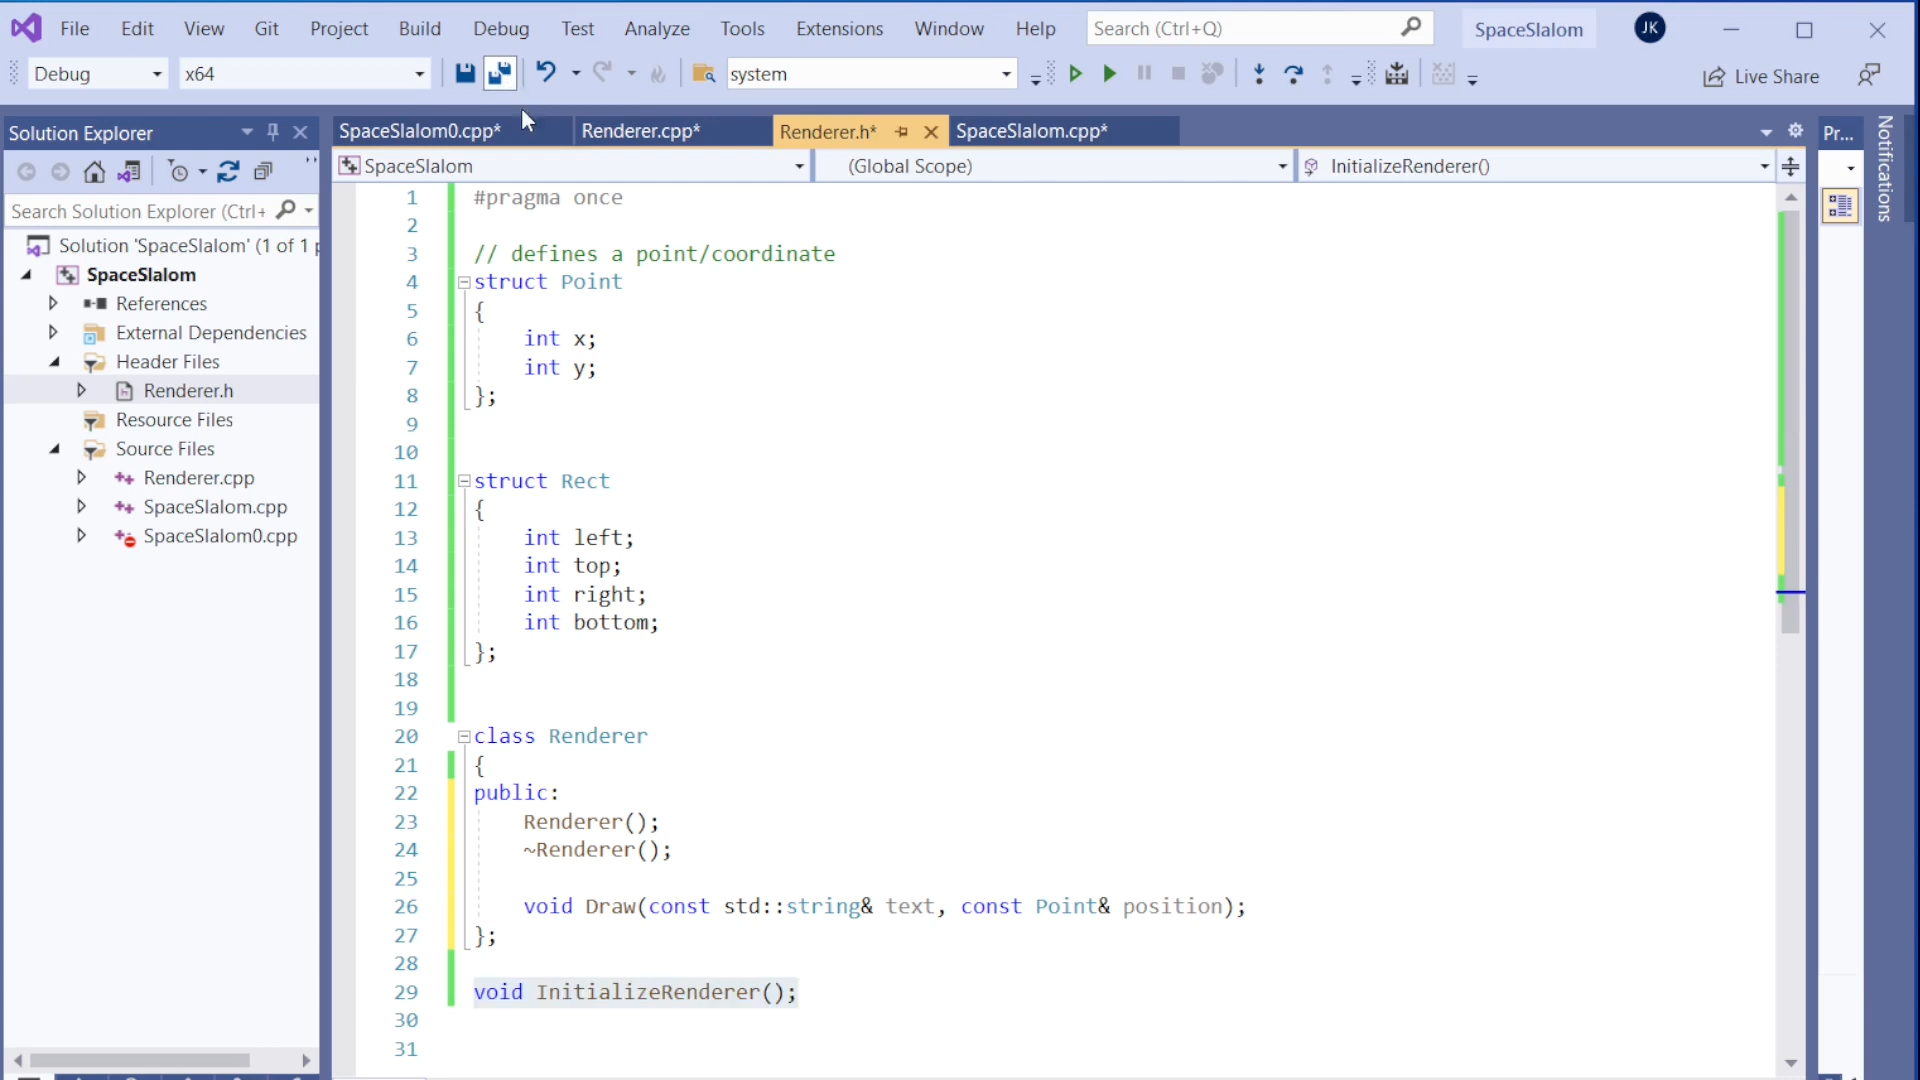 File Edit View Git Project Build Debug Test Analyze Tools Extensions Window Help Search (Ctrl+Q) SpaceSlalom JK
Debug x64 system Live Share
Solution Explorer
Search Solution Explorer (Ctrl+
Solution 'SpaceSlalom' (1 of 1 p
SpaceSlalom
References
External Dependencies
Header Files
Renderer.h
Resource Files
Source Files
Renderer.cpp
SpaceSlalom.cpp
SpaceSlalom0.cpp
SpaceSlalom0.cpp* Renderer.cpp* Renderer.h* SpaceSlalom.cpp*
SpaceSlalom (Global Scope) InitializeRenderer()
1 #pragma once
2
3 // defines a point/coordinate
4 struct Point
5 {
6 int x;
7 int y;
8 };
9
10
11 struct Rect
12 {
13 int left;
14 int top;
15 int right;
16 int bottom;
17 };
18
19
20 class Renderer
21 {
22 public:
23 Renderer();
24 ~Renderer();
25
26 void Draw(const std::string& text, const Point& position);
27 };
28
29 void InitializeRenderer();
30
31
Pr...
Notifications